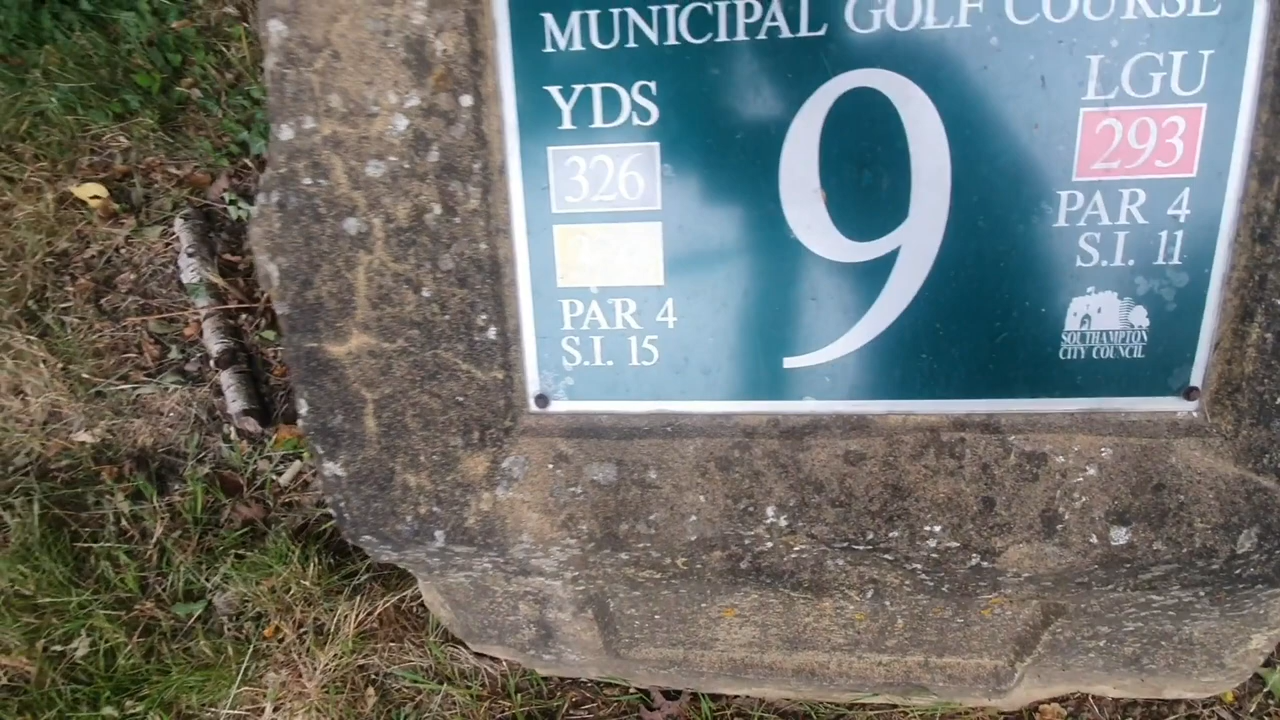 MUNICIPAL GOLF COURSE
YDS
326
PAR 4
S.I. 15
9
LGU
293
PAR 4
S.I. 11
SOUTHAMPTON
CITY COUNCIL